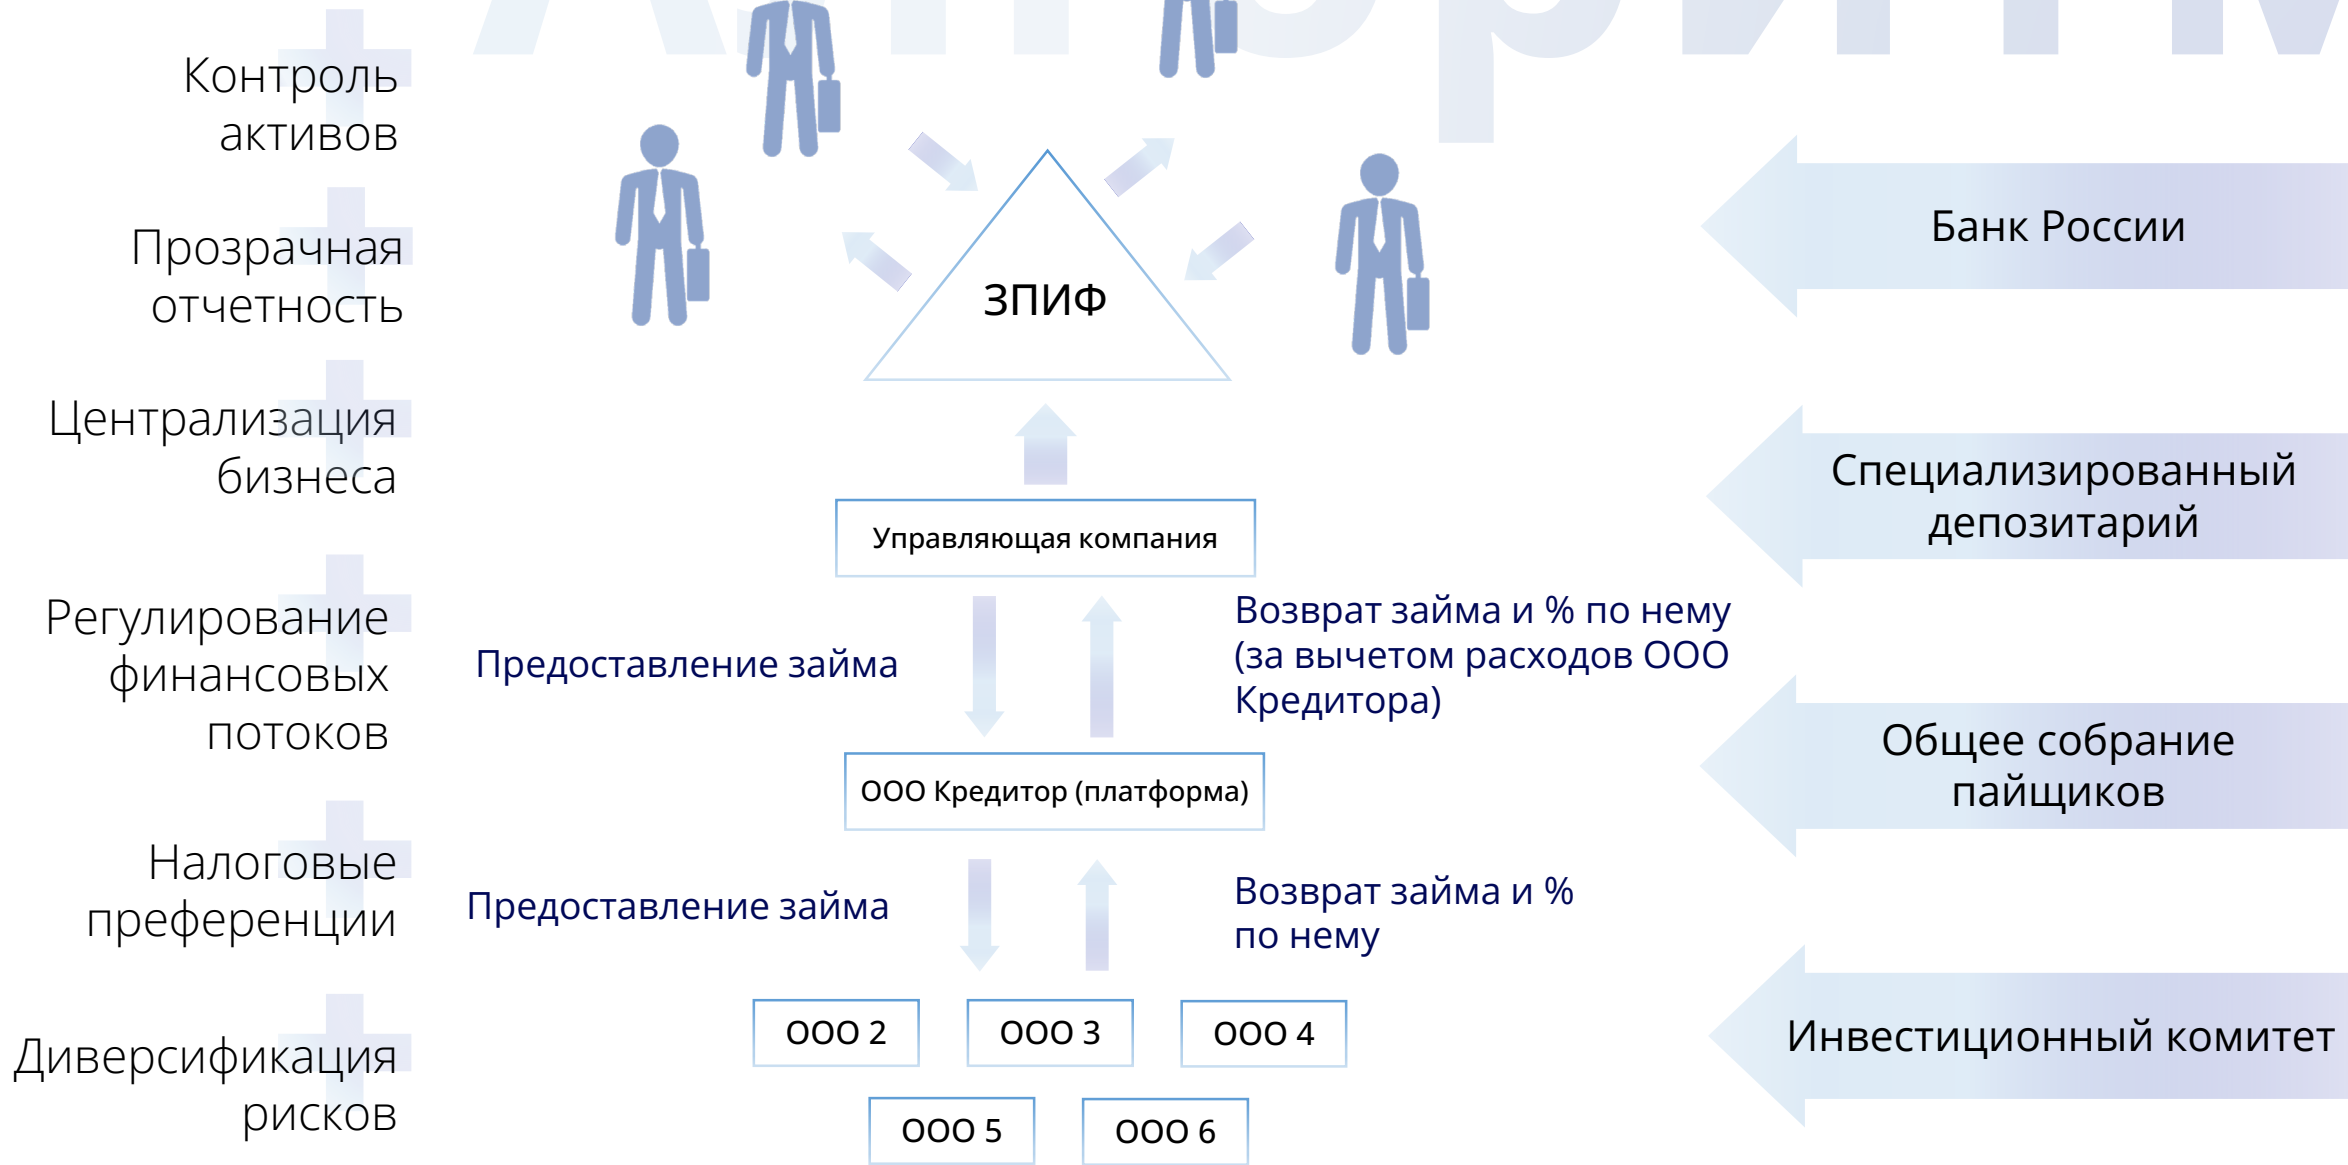 Контроль
активов
Прозрачная
отчетность
Централизация
бизнеса
Регулирование
финансовых
потоков
Налоговые
преференции
Диверсификация
рисков
ЗПИФ
Управляющая компания
Предоставление займа
Возврат займа и % по нему
(за вычетом расходов ООО
Кредитора)
ООО Кредитор (платформа)
Предоставление займа
Возврат займа и %
по нему
ООО 2
ООО 3
ООО 4
ООО 5
ООО 6
Банк России
Специализированный
депозитарий
Общее собрание
пайщиков
Инвестиционный комитет